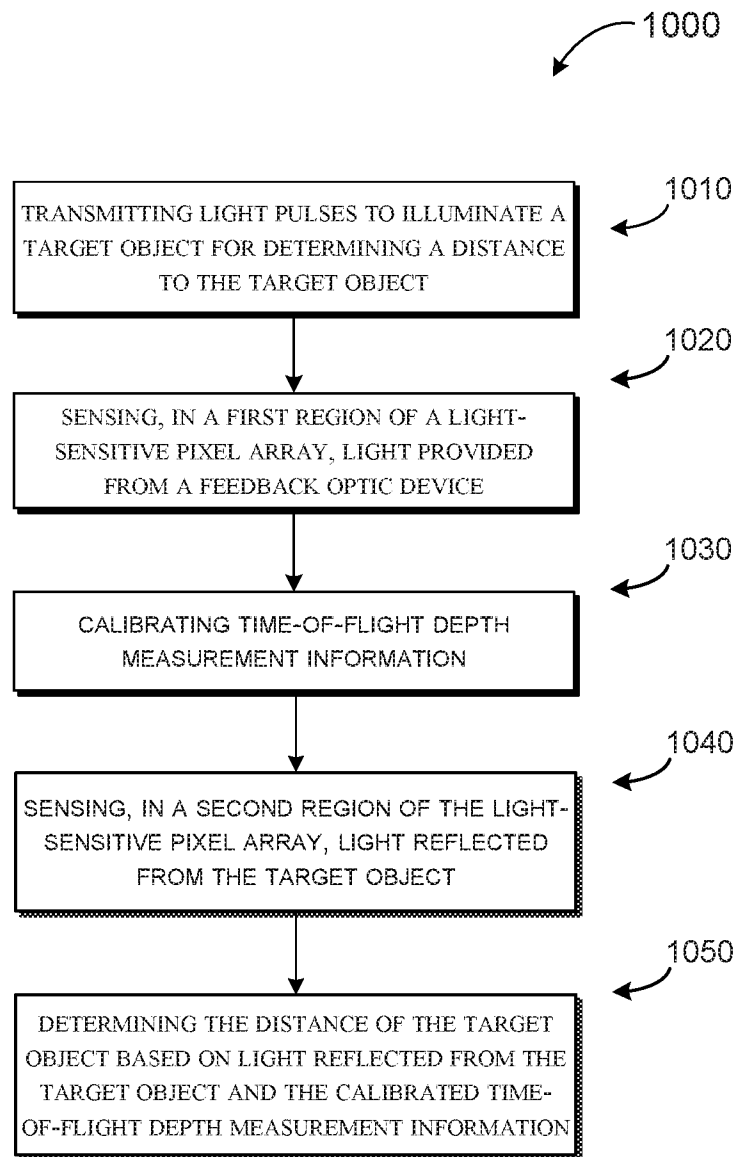 1000
1010
TRANSMITTING LIGHT PULSES TO ILLUMINATE A
TARGET OBJECT FOR DETERMINING A DISTANCE
TO THE TARGET OBJECT
1020
SENSING, IN A FIRST REGION OF A LIGHT-
SENSITIVE PIXEL ARRAY, LIGHT PROVIDED
FROM A FEEDBACK OPTIC DEVICE
1030
CALIBRATING TIME-OF-FLIGHT DEPTH
MEASUREMENT INFORMATION
1040
SENSING, IN A SECOND REGION OF THE LIGHT-
SENSITIVE PIXEL ARRAY, LIGHT REFLECTED
FROM THE TARGET OBJECT
1050
DETERMINING THE DISTANCE OF THE TARGET
OBJECT BASED ON LIGHT REFLECTED FROM THE
TARGET OBJECT AND THE CALIBRATED TIME-
OF-FLIGHT DEPTH MEASUREMENT INFORMATION